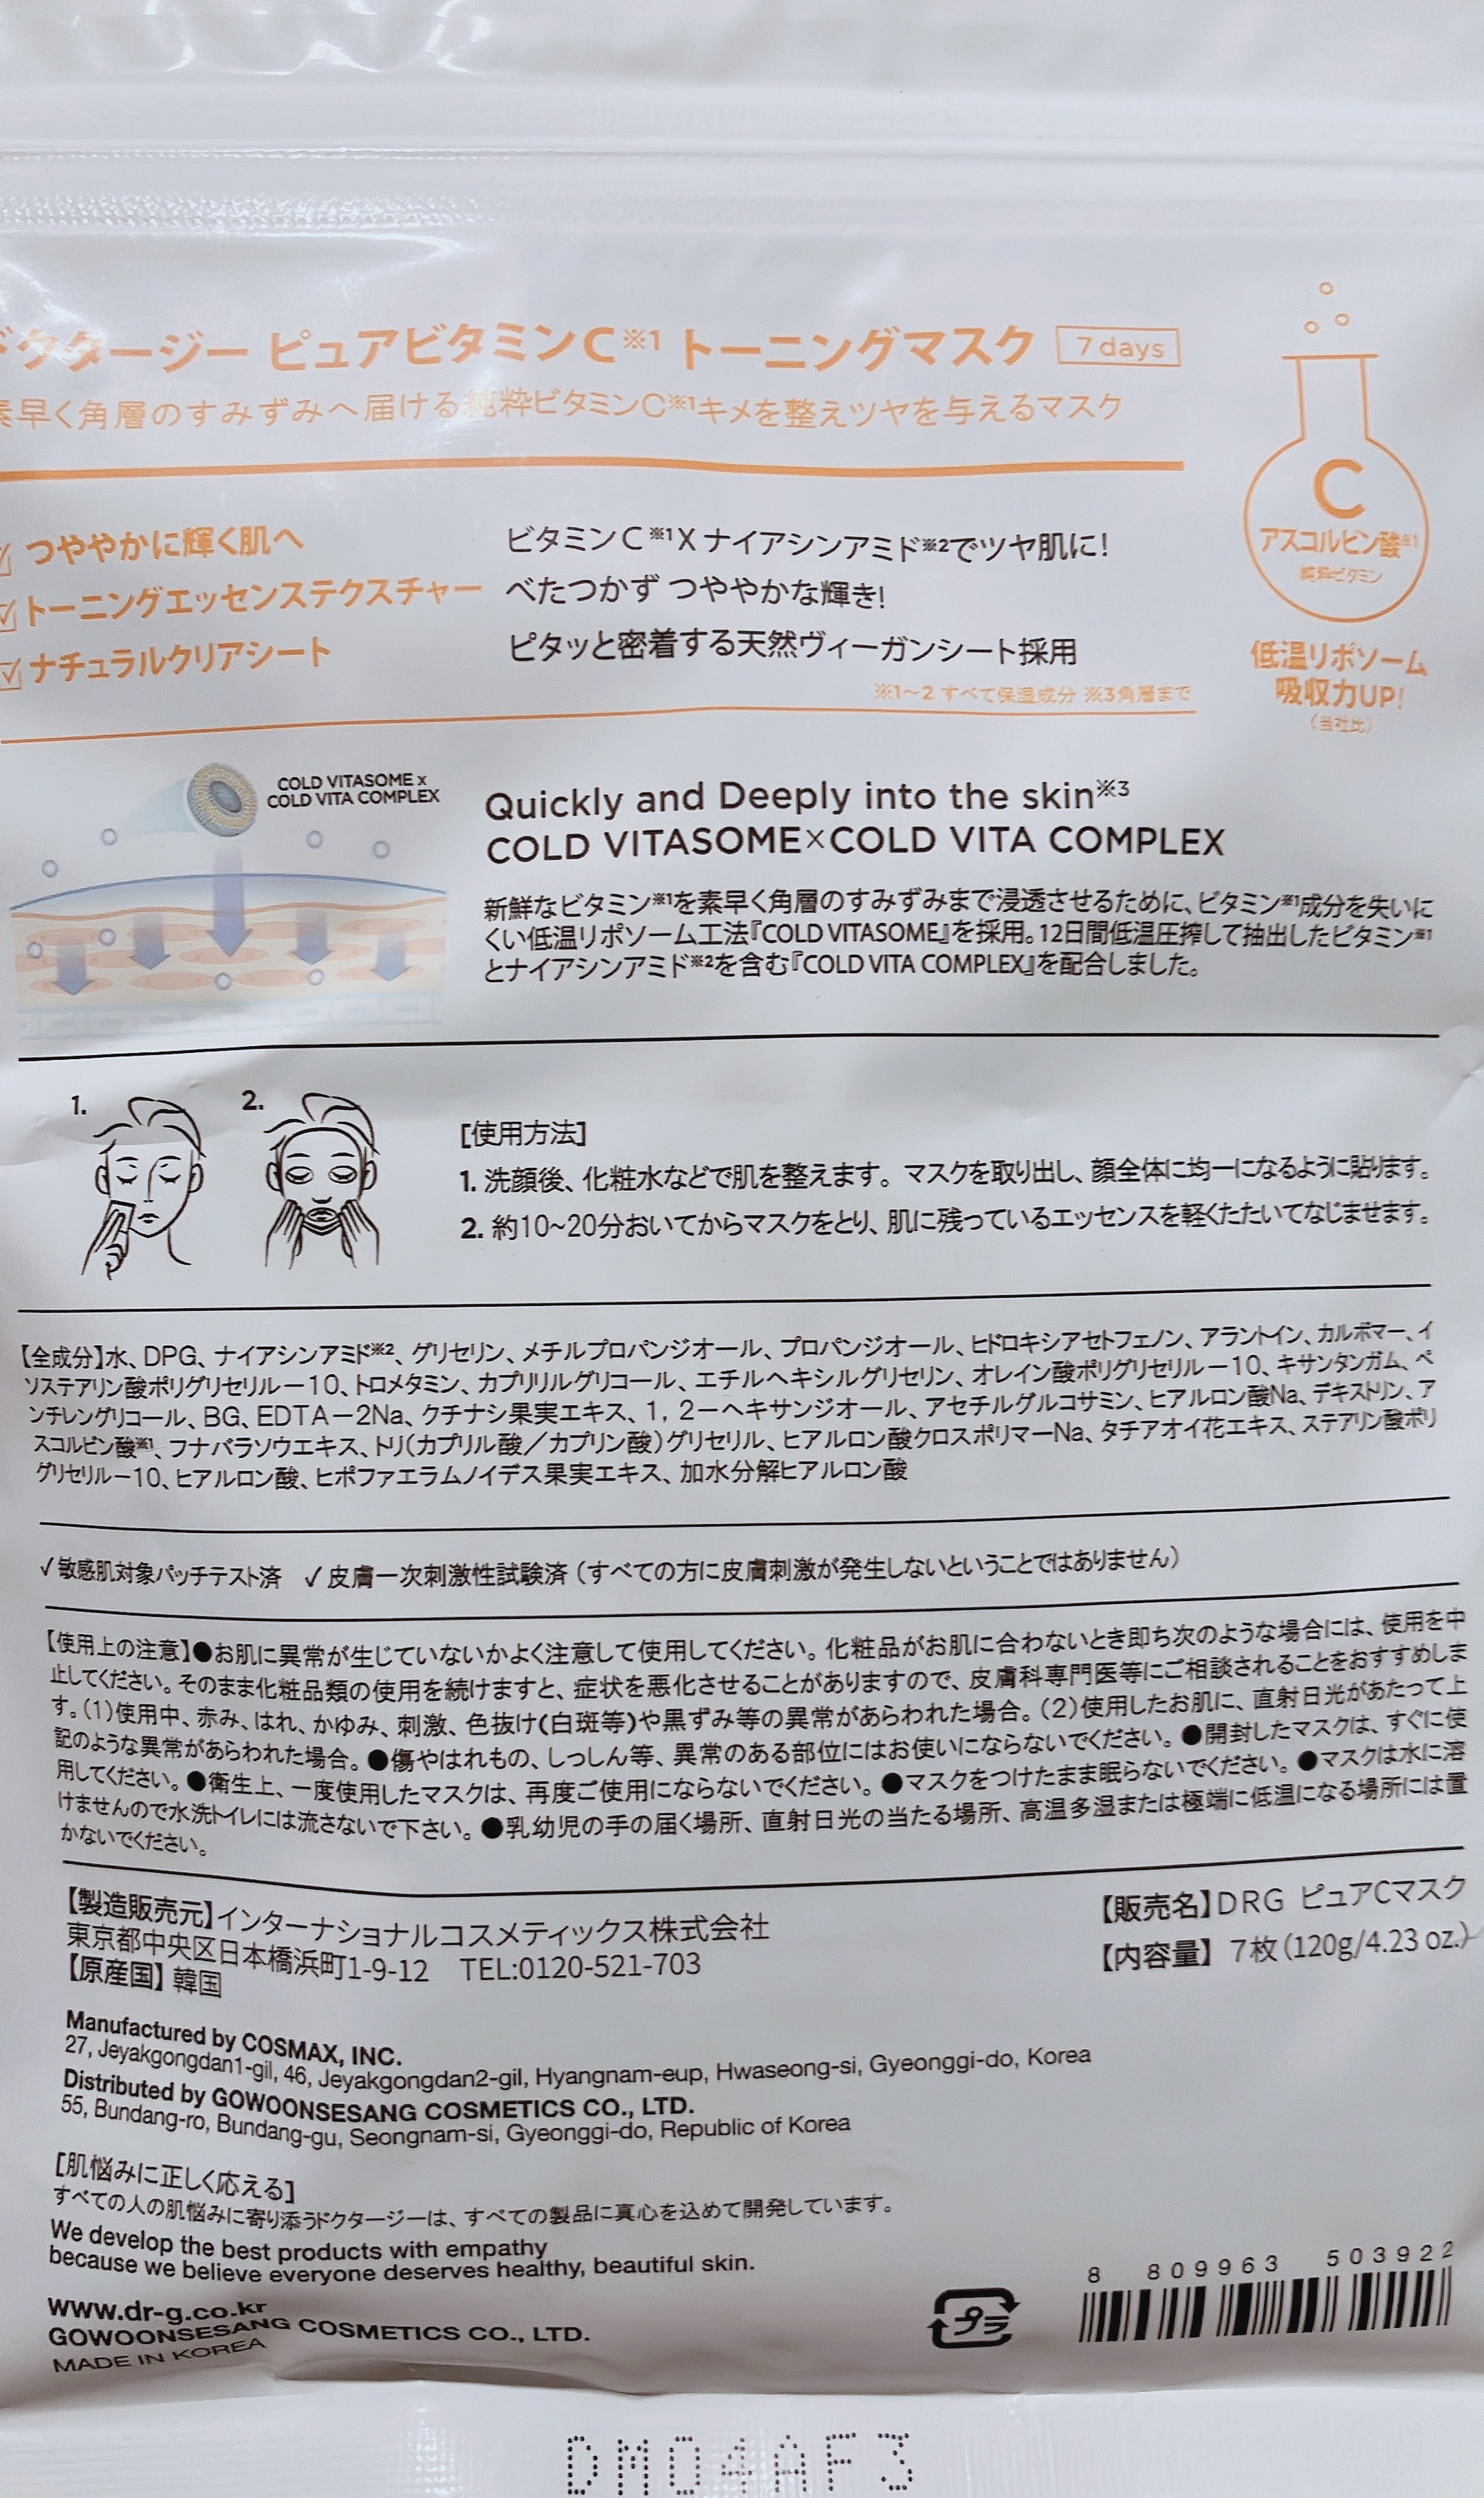 ドクタージー ピュアビタミンC※1 トーニングマスク 7 days
素早く角層のすみずみへ届ける純粋ビタミンC※1キメを整えツヤを与えるマスク
C
アスコルビン酸※1
純粋ビタミン
低温リポソーム
吸収力UP!
(当社比)
つややかに輝く肌へ ビタミンC※1Xナイアシンアミド※2でツヤ肌に!
トーニングエッセンステクスチャー べたつかず つややかな輝き!
ナチュラルクリアシート ピタッと密着する天然ヴィーガンシート採用
※1~2 すべて保湿成分 ※3角層まで
COLD VITASOME x
COLD VITA COMPLEX
Quickly and Deeply into the skin※3
COLD VITASOME×COLD VITA COMPLEX
新鮮なビタミン※1を素早く角層のすみずみまで浸透させるために、ビタミン※1成分を失いに
くい低温リポソーム工法『COLD VITASOME』を採用。12日間低温圧搾して抽出したビタミン※1
とナイアシンアミド※2を含む『COLD VITA COMPLEX』を配合しました。
1. 2.
[使用方法]
1. 洗顔後、化粧水などで肌を整えます。マスクを取り出し、顔全体に均一になるように貼ります。
2. 約10~20分おいてからマスクをとり、肌に残っているエッセンスを軽くたたいてなじませます。
【全成分】水、DPG、ナイアシンアミド※2、グリセリン、メチルプロパンジオール、プロパンジオール、ヒドロキシアセトフェノン、アラントイン、カルボマー、イ
ソステアリン酸ポリグリセリルー10、トロメタミン、カプリリルグリコール、エチルヘキシルグリセリン、オレイン酸ポリグリセリルー10、キサンタンガム、ペ
ンチレングリコール、BG、EDTAー2Na、クチナシ果実エキス、1, 2ーヘキサンジオール、アセチルグルコサミン、ヒアルロン酸Na、デキストリン、ア
スコルビン酸※1、フナバラソウエキス、トリ(カプリル酸/カプリン酸)グリセリル、ヒアルロン酸クロスポリマーNa、タチアオイ花エキス、ステアリン酸ポリ
グリセリルー10、ヒアルロン酸、ヒポファエラムノイデス果実エキス、加水分解ヒアルロン酸
✓敏感肌対象パッチテスト済 ✓皮膚一次刺激性試験済(すべての方に皮膚刺激が発生しないということではありません)
【使用上の注意】●お肌に異常が生じていないかよく注意して使用してください。化粧品がお肌に合わないとき即ち次のような場合には、使用を中
止してください。そのまま化粧品類の使用を続けますと、症状を悪化させることがありますので、皮膚科専門医等にご相談されることをおすすめしま
す。(1)使用中、赤み、はれ、かゆみ、刺激、色抜け(白斑等)や黒ずみ等の異常があらわれた場合。(2)使用したお肌に、直射日光があたって上
記のような異常があらわれた場合。●傷やはれもの、しっしん等、異常のある部位にはお使いにならないでください。●開封したマスクは、すぐに使
用してください。●衛生上、一度使用したマスクは、再度ご使用にならないでください。●マスクをつけたまま眠らないでください。●マスクは水に溶
けませんので水洗トイレには流さないで下さい。●乳幼児の手の届く場所、直射日光の当たる場所、高温多湿または極端に低温になる場所には置
かないでください。
【製造販売元】インターナショナルコスメティックス株式会社
東京都中央区日本橋浜町1-9-12 TEL:0120-521-703
【原産国】韓国
【販売名】DRG ピュアCマスク
【内容量】7枚(120g/4.23 oz.)
Manufactured by COSMAX, INC.
27, Jeyakgongdan1-gil, 46, Jeyakgongdan2-gil, Hyangnam-eup, Hwaseong-si, Gyeonggi-do, Korea
Distributed by GOWOONSESANG COSMETICS CO., LTD.
55, Bundang-ro, Bundang-gu, Seongnam-si, Gyeonggi-do, Republic of Korea
[肌悩みに正しく応える]
すべての人の肌悩みに寄り添うドクタージーは、すべての製品に真心を込めて開発しています。
We develop the best products with empathy
because we believe everyone deserves healthy, beautiful skin.
www.dr-g.co.kr
GOWOONSESANG COSMETICS CO., LTD.
MADE IN KOREA
プラ
8 809963 503922
DM04AF3